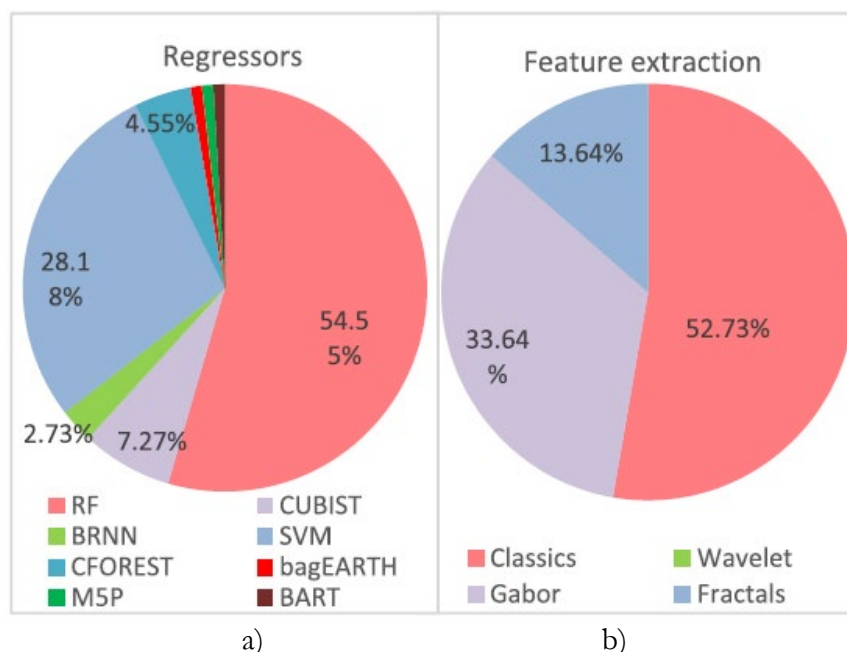 Regressors
4.55%
28.1
8%
54.5
5%
2.73%
7.27%
RF
CUBIST
BRNN
SVM
CFOREST
bagEARTH
M5P
BART
a)
Feature extraction
13.64%
52.73%
33.64
%
Classics
Wavelet
Gabor
Fractals
b)